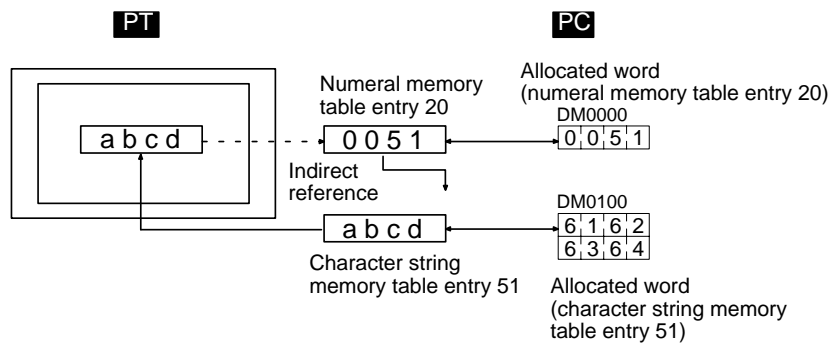 PT
PC
Numeral memory
table entry 20
Allocated word
(numeral memory table entry 20)
DM0000
a b c d
0 0 5 1
0 0 5 1
Indirect
reference
DM0100
a b c d
6 1 6 2
6 3 6 4
Character string
memory table entry 51
Allocated word
(character string memory
table entry 51)